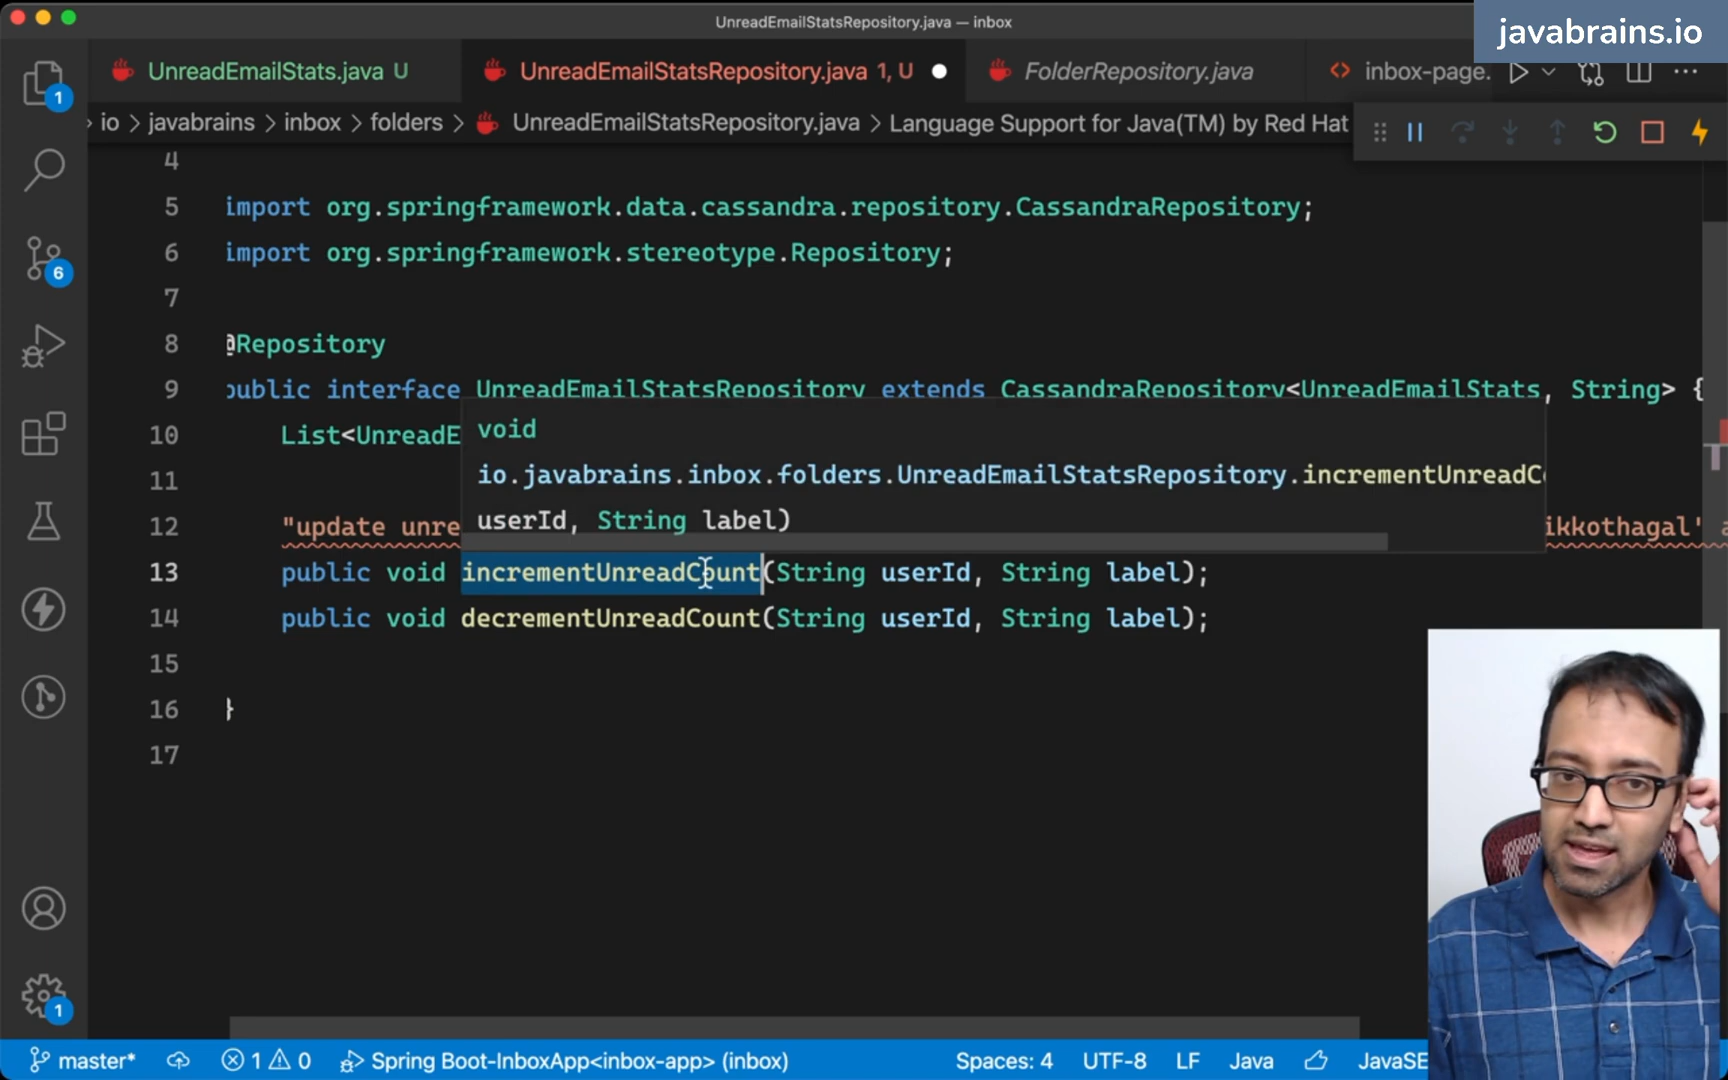 UnreadEmailStatsRepository.java — inbox
javabrains.io
UnreadEmailStats.java U
UnreadEmailStatsRepository.java 1, U
FolderRepository.java
inbox-page.
io > javabrains > inbox > folders > UnreadEmailStatsRepository.java > Language Support for Java(TM) by Red Hat
4
5 import org.springframework.data.cassandra.repository.CassandraRepository;
6 import org.springframework.stereotype.Repository;
7
8 @Repository
9 public interface UnreadEmailStatsRepository extends CassandraRepository<UnreadEmailStats, String> {
10 List<UnreadE
void
11
io.javabrains.inbox.folders.UnreadEmailStatsRepository.incrementUnreadC
userId, String label)
12 "update unre ikkothagal' a
13 public void incrementUnreadCount(String userId, String label);
14 public void decrementUnreadCount(String userId, String label);
15
16 }
17
1
6
1
master*
1 0
Spring Boot-InboxApp<inbox-app> (inbox)
Spaces: 4
UTF-8
LF
Java
JavaSE